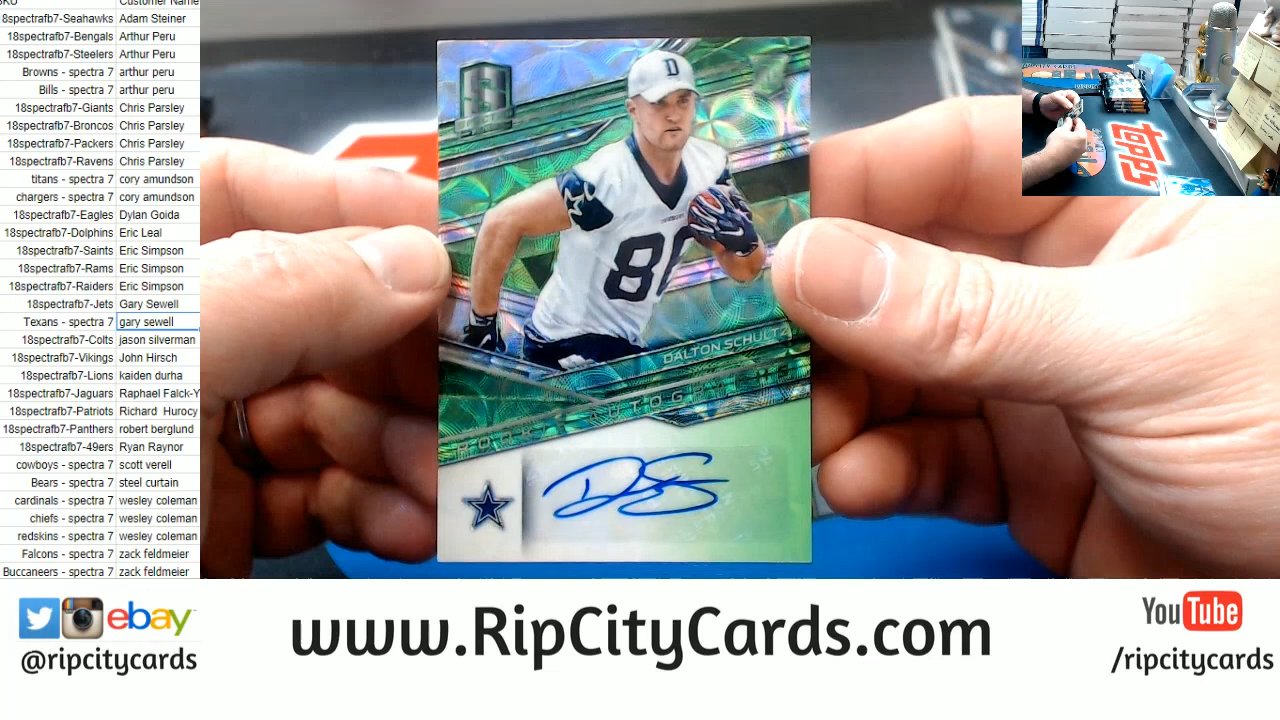 SKU Customer Name
18spectrafb7-Seahawks Adam Steiner
18spectrafb7-Bengals Arthur Peru
18spectrafb7-Steelers Arthur Peru
Browns - spectra 7 arthur peru
Bills - spectra 7 arthur peru
18spectrafb7-Giants Chris Parsley
18spectrafb7-Broncos Chris Parsley
18spectrafb7-Packers Chris Parsley
18spectrafb7-Ravens Chris Parsley
titans - spectra 7 cory amundson
chargers - spectra 7 cory amundson
18spectrafb7-Eagles Dylan Goida
18spectrafb7-Dolphins Eric Leal
18spectrafb7-Saints Eric Simpson
18spectrafb7-Rams Eric Simpson
18spectrafb7-Raiders Eric Simpson
18spectrafb7-Jets Gary Sewell
Texans - spectra 7 gary sewell
18spectrafb7-Colts jason silverman
18spectrafb7-Vikings John Hirsch
18spectrafb7-Lions kaiden durha
18spectrafb7-Jaguars Raphael Falck-Y
18spectrafb7-Patriots Richard Hurocy
18spectrafb7-Panthers robert berglund
18spectrafb7-49ers Ryan Raynor
cowboys - spectra 7 scott verell
Bears - spectra 7 steel curtain
cardinals - spectra 7 wesley coleman
chiefs - spectra 7 wesley coleman
redskins - spectra 7 wesley coleman
Falcons - spectra 7 zack feldmeier
Buccaneers - spectra 7 zack feldmeier
D
80
DALTON SCHULTZ
ROOKIE AUTOGRAPHS
topps
ebay
@ripcitycards
www.RipCityCards.com
YouTube
/ripcitycards